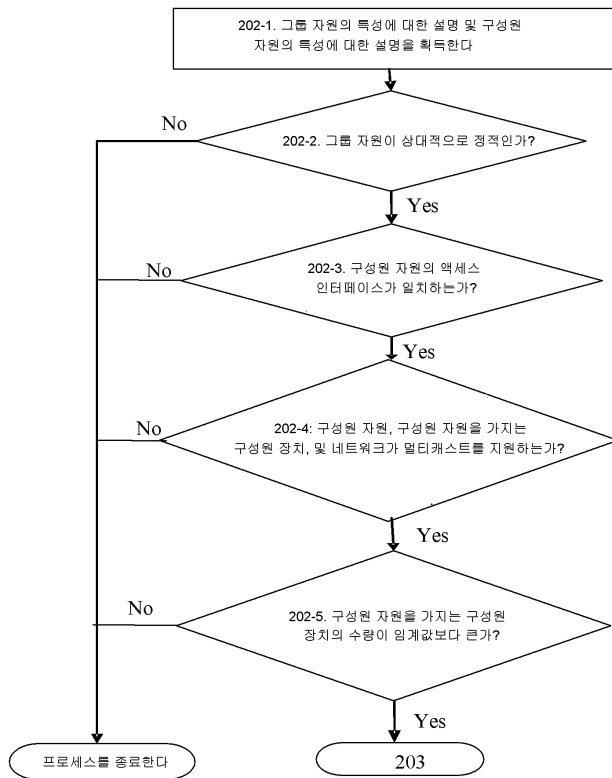 202-1. 그룹 자원의 특성에 대한 설명 및 구성원
자원의 특성에 대한 설명을 획득한다
No
202-2. 그룹 자원이 상대적으로 정적인가?
Yes
No
202-3. 구성원 자원의 액세스
인터페이스가 일치하는가?
Yes
202-4: 구성원 자원, 구성원 자원을 가지는
구성원 장치, 및 네트워크가 멀티캐스트를 지원하는가?
No
Yes
202-5. 구성원 자원을 가지는 구성원
장치의 수량이 임계값보다 큰가?
No
Yes
프로세스를 종료한다
203